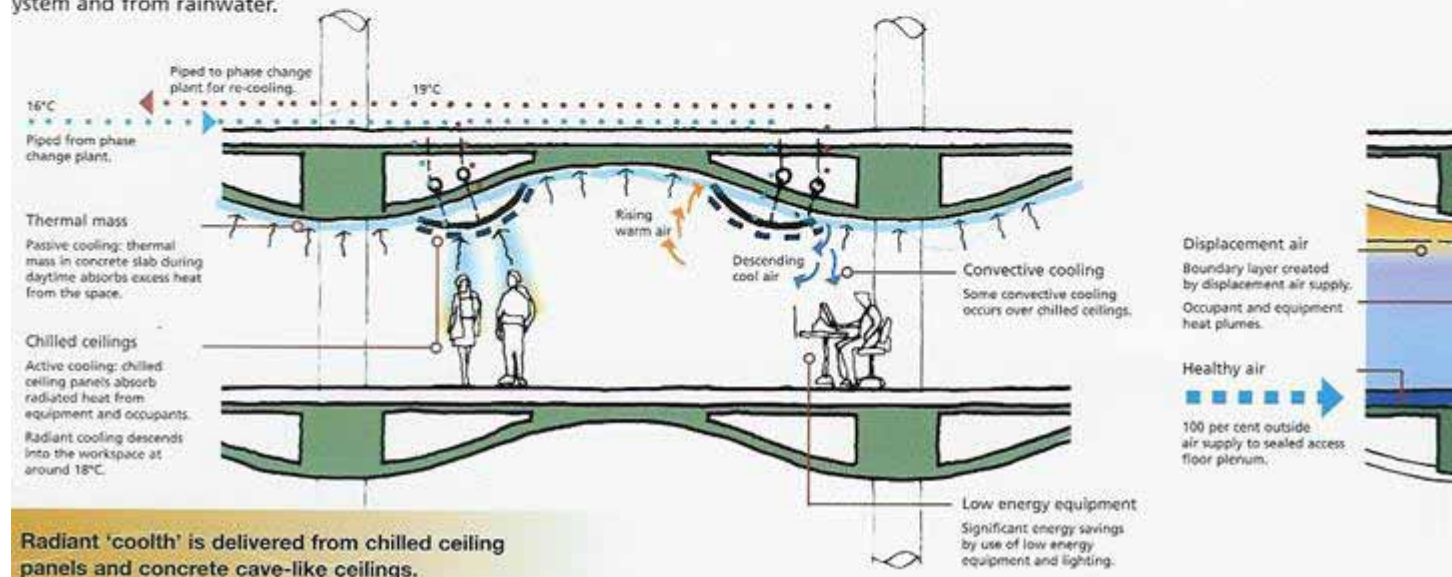 ystem and from rainwater.
Piped to phase change
plant for re-cooling.
19°C
16°C
Piped from phase
change plant.
Thermal mass
Passive cooling: thermal
mass in concrete slab during
daytime absorbs excess heat
from the space.
Chilled ceilings
Active cooling: chilled
ceiling panels absorb
radiated heat from
equipment and occupants.
Radiant cooling descends
into the workspace at
around 18°C.
Rising
warm air
Descending
cool air
Convective cooling
Some convective cooling
occurs over chilled ceilings.
Low energy equipment
Significant energy savings
by use of low energy
equipment and lighting.
Displacement air
Boundary layer created
by displacement air supply.
Occupant and equipment
heat plumes.
Healthy air
100 per cent outside
air supply to sealed access
floor plenum.
Radiant 'coolth' is delivered from chilled ceiling
panels and concrete cave-like ceilings.